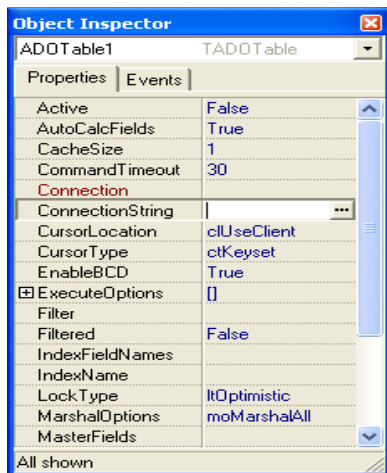 Object Inspector
ADOTable1 TADOTable
Properties Events
Active False
AutoCalcFields True
CacheSize 1
CommandTimeout 30
Connection
ConnectionString
CursorLocation clUseClient
CursorType ctKeyset
EnableBCD True
ExecuteOptions []
Filter
Filtered False
IndexFieldNames
IndexName
LockType ltOptimistic
MarshalOptions moMarshalAll
MasterFields
All shown